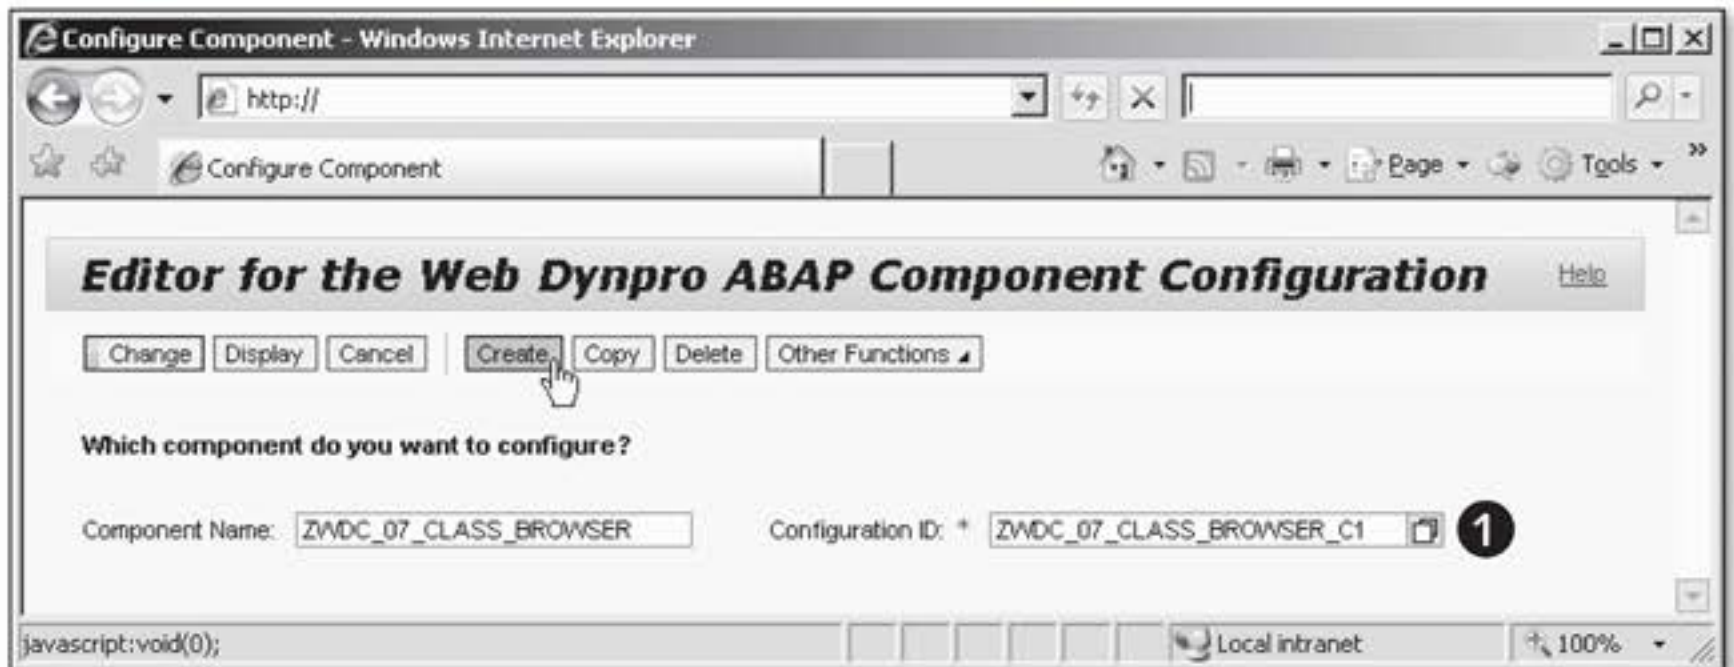 Configure Component - Windows Internet Explorer
http://
Configure Component
Page Tools »
Editor for the Web Dynpro ABAP Component Configuration Help
Change Display Cancel Create Copy Delete Other Functions
Which component do you want to configure?
Component Name: ZWDC_07_CLASS_BROWSER Configuration ID: * ZWDC_07_CLASS_BROWSER_C1 1
javascript:void(0); Local intranet 100%